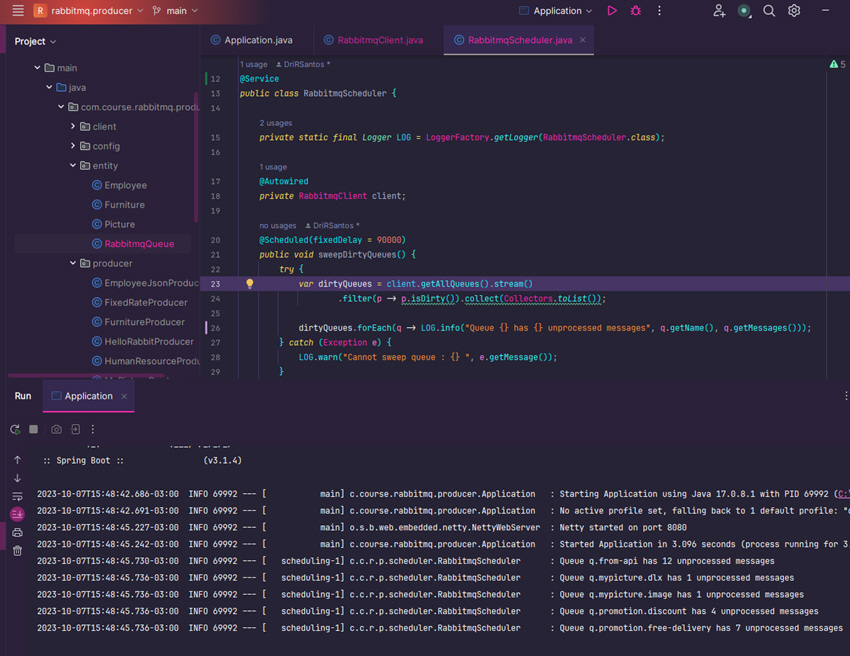 R rabbitmq.producer main Application
Project
Application.java RabbitmqClient.java RabbitmqScheduler.java
main
java
com.course.rabbitmq.produ
client
config
entity
Employee
Furniture
Picture
RabbitmqQueue
producer
EmployeeJsonProduc
FixedRateProducer
FurnitureProducer
HelloRabbitProducer
HumanResourceProdu
1 usage DriRSantos *
5
12 @Service
13 public class RabbitmqScheduler {
14
2 usages
15 private static final Logger LOG = LoggerFactory.getLogger(RabbitmqScheduler.class);
16
1 usage
17 @Autowired
18 private RabbitmqClient client;
19
no usages DriRSantos *
20 @Scheduled(fixedDelay = 90000)
21 public void sweepDirtyQueues() {
22 try {
23 var dirtyQueues = client.getAllQueues().stream()
24 .filter(p → p.isDirty()).collect(Collectors.toList());
25
26 dirtyQueues.forEach(q → LOG.info("Queue {} has {} unprocessed messages", q.getName(), q.getMessages()));
27 } catch (Exception e) {
28 LOG.warn("Cannot sweep queue : {} ", e.getMessage());
29 }
Run Application
:: Spring Boot :: (v3.1.4)
2023-10-07T15:48:42.686-03:00 INFO 69992 --- [ main] c.course.rabbitmq.producer.Application : Starting Application using Java 17.0.8.1 with PID 69992 (C:\
2023-10-07T15:48:42.691-03:00 INFO 69992 --- [ main] c.course.rabbitmq.producer.Application : No active profile set, falling back to 1 default profile: "d
2023-10-07T15:48:45.227-03:00 INFO 69992 --- [ main] o.s.b.web.embedded.netty.NettyWebServer : Netty started on port 8080
2023-10-07T15:48:45.242-03:00 INFO 69992 --- [ main] c.course.rabbitmq.producer.Application : Started Application in 3.096 seconds (process running for 3.
2023-10-07T15:48:45.730-03:00 INFO 69992 --- [ scheduling-1] c.c.r.p.scheduler.RabbitmqScheduler : Queue q.from-api has 12 unprocessed messages
2023-10-07T15:48:45.736-03:00 INFO 69992 --- [ scheduling-1] c.c.r.p.scheduler.RabbitmqScheduler : Queue q.mypicture.dlx has 1 unprocessed messages
2023-10-07T15:48:45.736-03:00 INFO 69992 --- [ scheduling-1] c.c.r.p.scheduler.RabbitmqScheduler : Queue q.mypicture.image has 1 unprocessed messages
2023-10-07T15:48:45.736-03:00 INFO 69992 --- [ scheduling-1] c.c.r.p.scheduler.RabbitmqScheduler : Queue q.promotion.discount has 4 unprocessed messages
2023-10-07T15:48:45.736-03:00 INFO 69992 --- [ scheduling-1] c.c.r.p.scheduler.RabbitmqScheduler : Queue q.promotion.free-delivery has 7 unprocessed messages